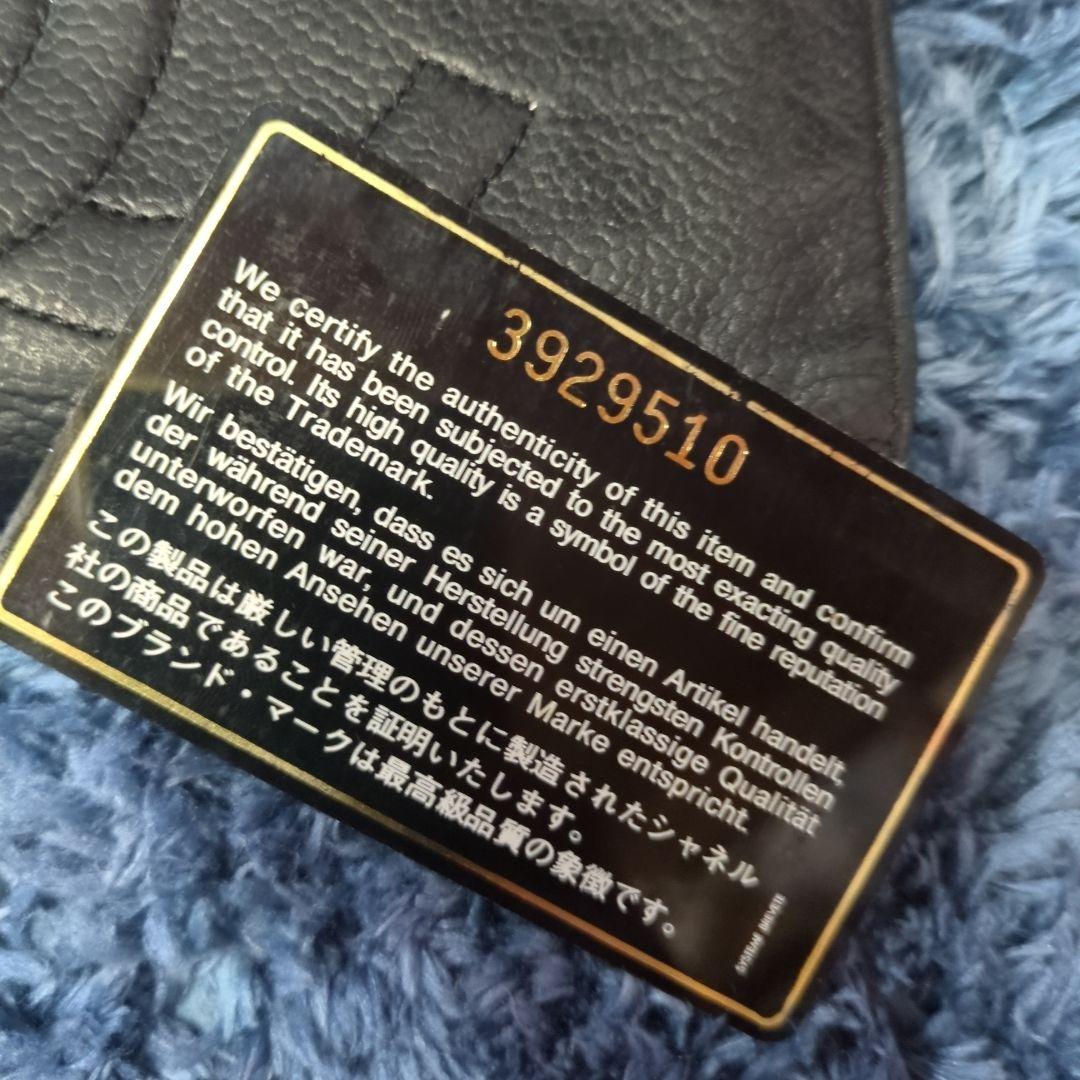 3929510
We certify the authenticity of this item and confirm
that it has been subjected to the most exacting quality
control. Its high quality is a symbol of the fine reputation
of the Trademark.
Wir bestätigen, dass es sich um einen Artikel handelt,
der während seiner Herstellung strengsten Kontrollen
unterworfen war, und dessen erstklassige Qualität
dem hohen Ansehen unserer Marke entspricht.
この製品は厳しい管理のもとに製造されたシャネル
社の商品であることを証明いたします。
このブランド・マークは最高級品質の象徴です。
SYSTEME BREVETE